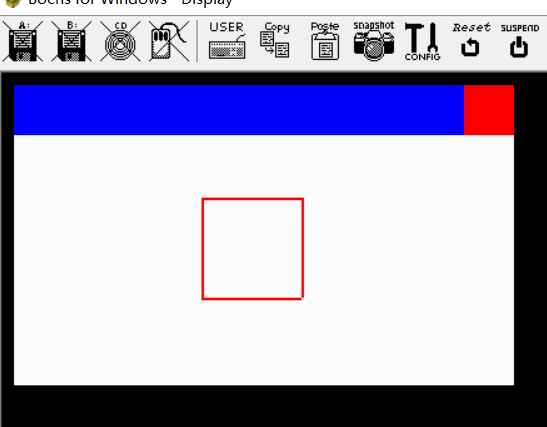 Bochs for Windows - Display
A: B: CD USER Copy Paste snapshot CONFIG Reset SUSPEND